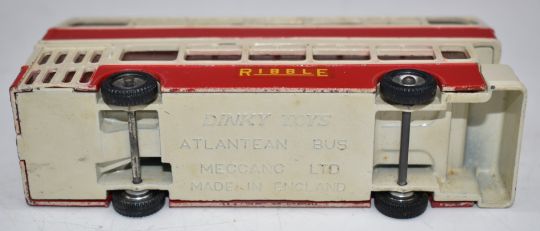 RIBBLE
DINKY TOYS
ATLANTEAN BUS
MECCANO LTD
MADE IN ENGLAND